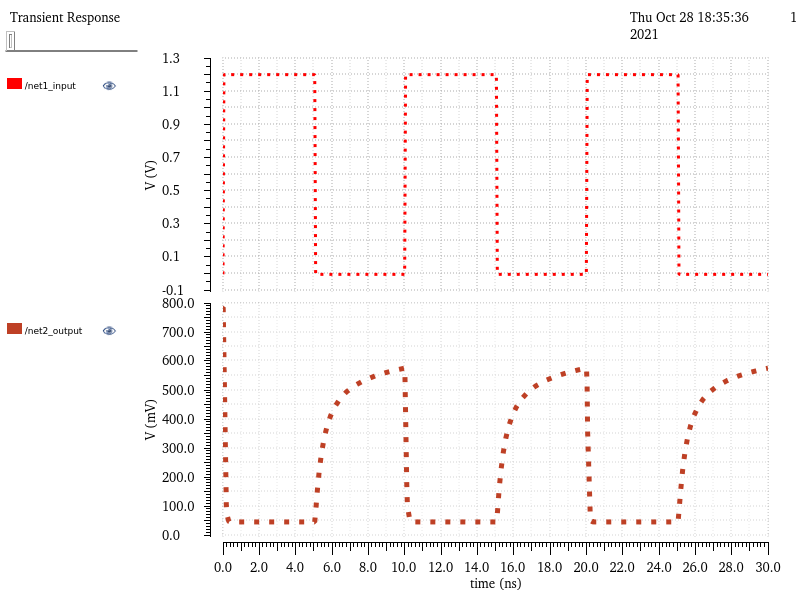 Transient Response
Thu Oct 28 18:35:36 1
2021
/net1_input
V (V)
1.3
1.1
0.9
0.7
0.5
0.3
0.1
-0.1
/net2_output
V (mV)
800.0
700.0
600.0
500.0
400.0
300.0
200.0
100.0
0.0
0.0 2.0 4.0 6.0 8.0 10.0 12.0 14.0 16.0 18.0 20.0 22.0 24.0 26.0 28.0 30.0
time (ns)